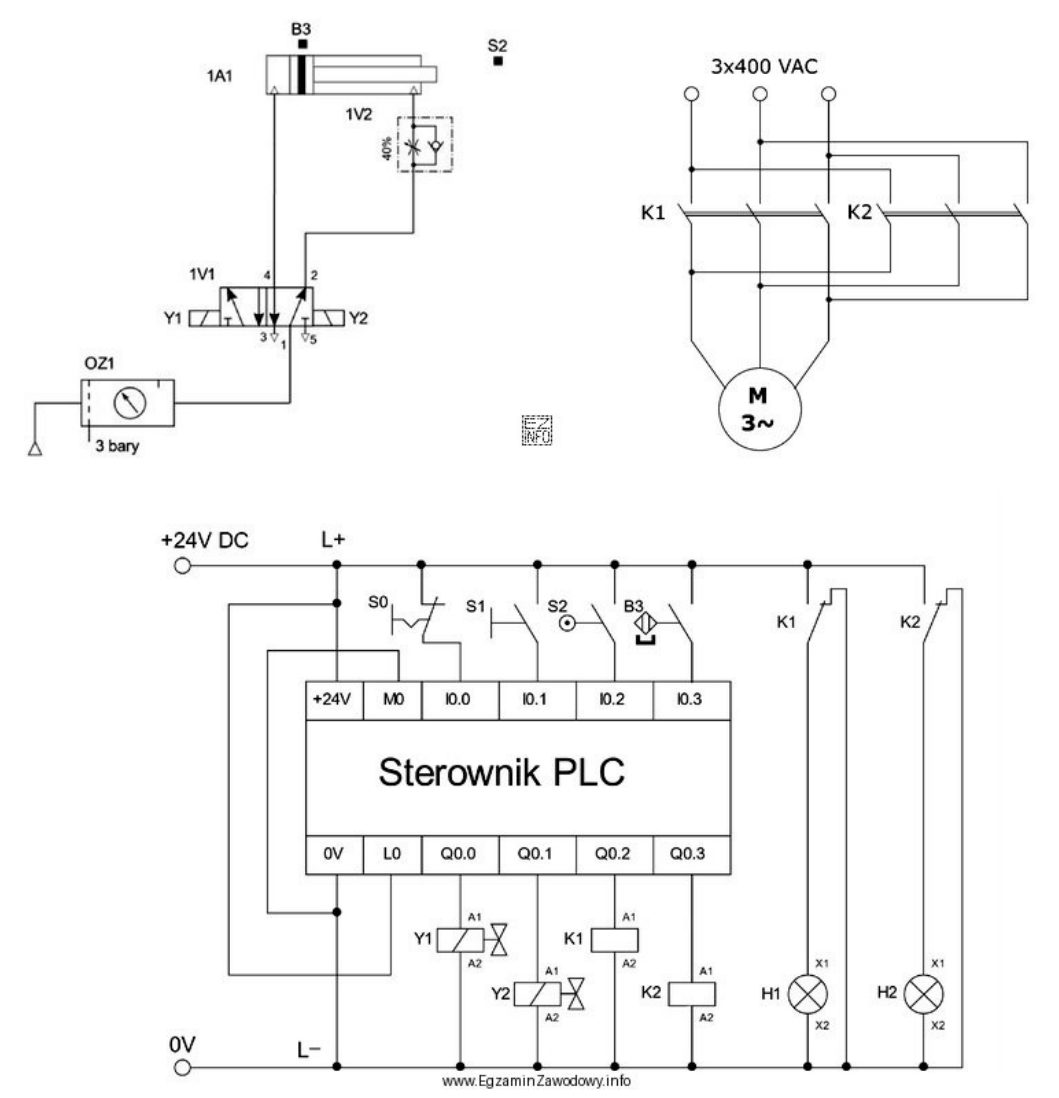 B3
S2
1A1
1V2
40%
1V1
4 2
Y1 Y2
3 1 5
OZ1
3 bary
EZ
INFO
3x400 VAC
K1 K2
M
3~
+24V DC L+
S0 S1 S2 B3 K1 K2
+24V M0 I0.0 I0.1 I0.2 I0.3
Sterownik PLC
0V L0 Q0.0 Q0.1 Q0.2 Q0.3
A1 A1
Y1 K1
A2 A2
A1 A1 X1 X1
Y2 K2 H1 H2
A2 A2 X2 X2
0V L–
www.EgzaminZawodowy.info